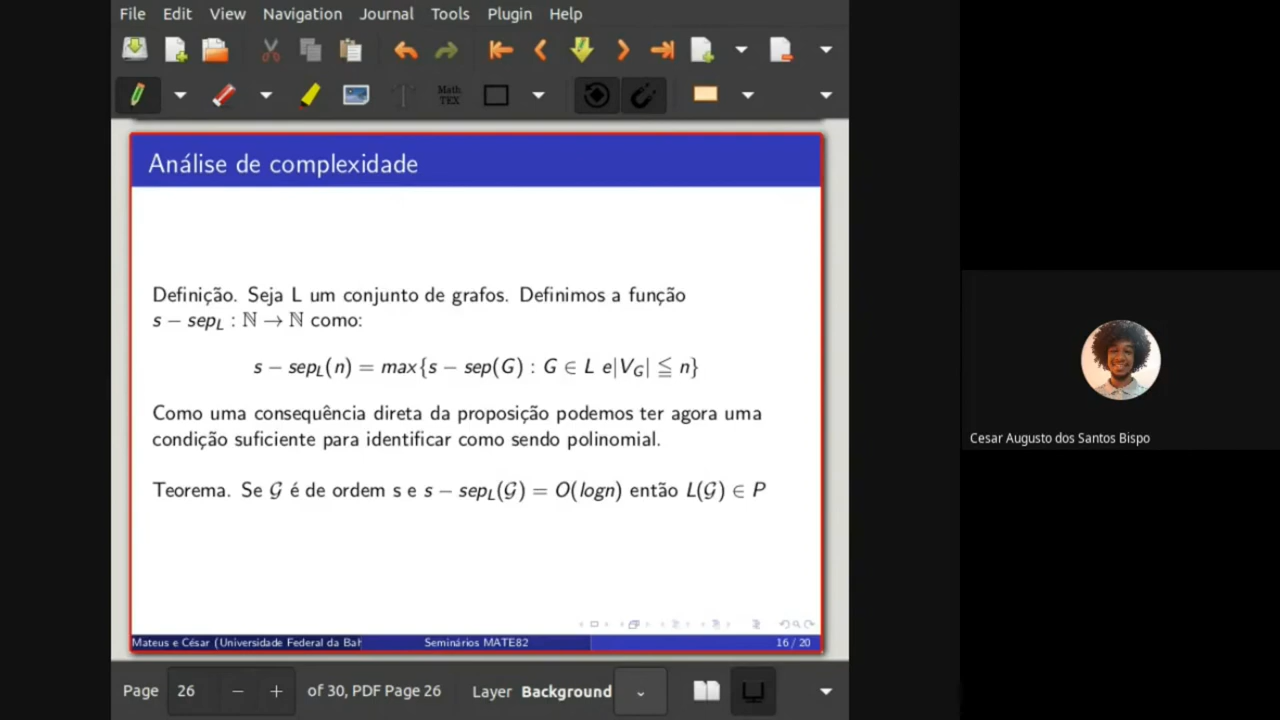 File Edit View Navigation Journal Tools Plugin Help
Math TEX
Análise de complexidade
Definição. Seja L um conjunto de grafos. Definimos a função
s − sep_L : ℕ → ℕ como:
s − sep_L(n) = max{s − sep(G) : G ∈ L e|V_G| ≦ n}
Como uma consequência direta da proposição podemos ter agora uma
condição suficiente para identificar como sendo polinomial.
Teorema. Se 𝒢 é de ordem s e s − sep_L(𝒢) = O(logn) então L(𝒢) ∈ P
Mateus e César (Universidade Federal da Bah Seminários MATE82 16 / 20
Page 26 − + of 30, PDF Page 26 Layer Background
Cesar Augusto dos Santos Bispo